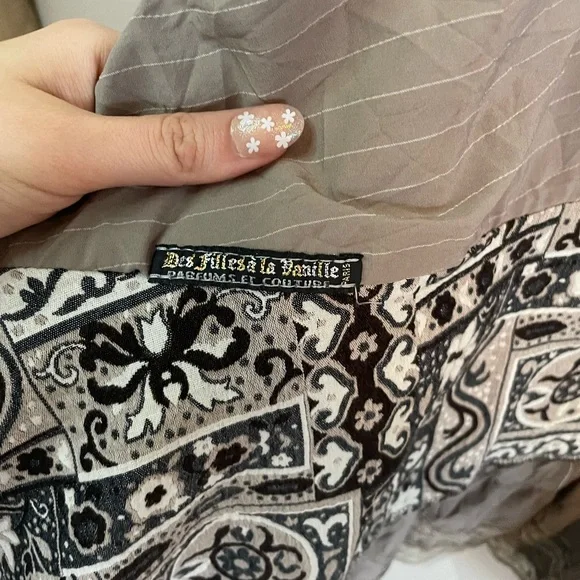 Des Filles à la Vanille
PARFUMS ET COUTURE
PARIS